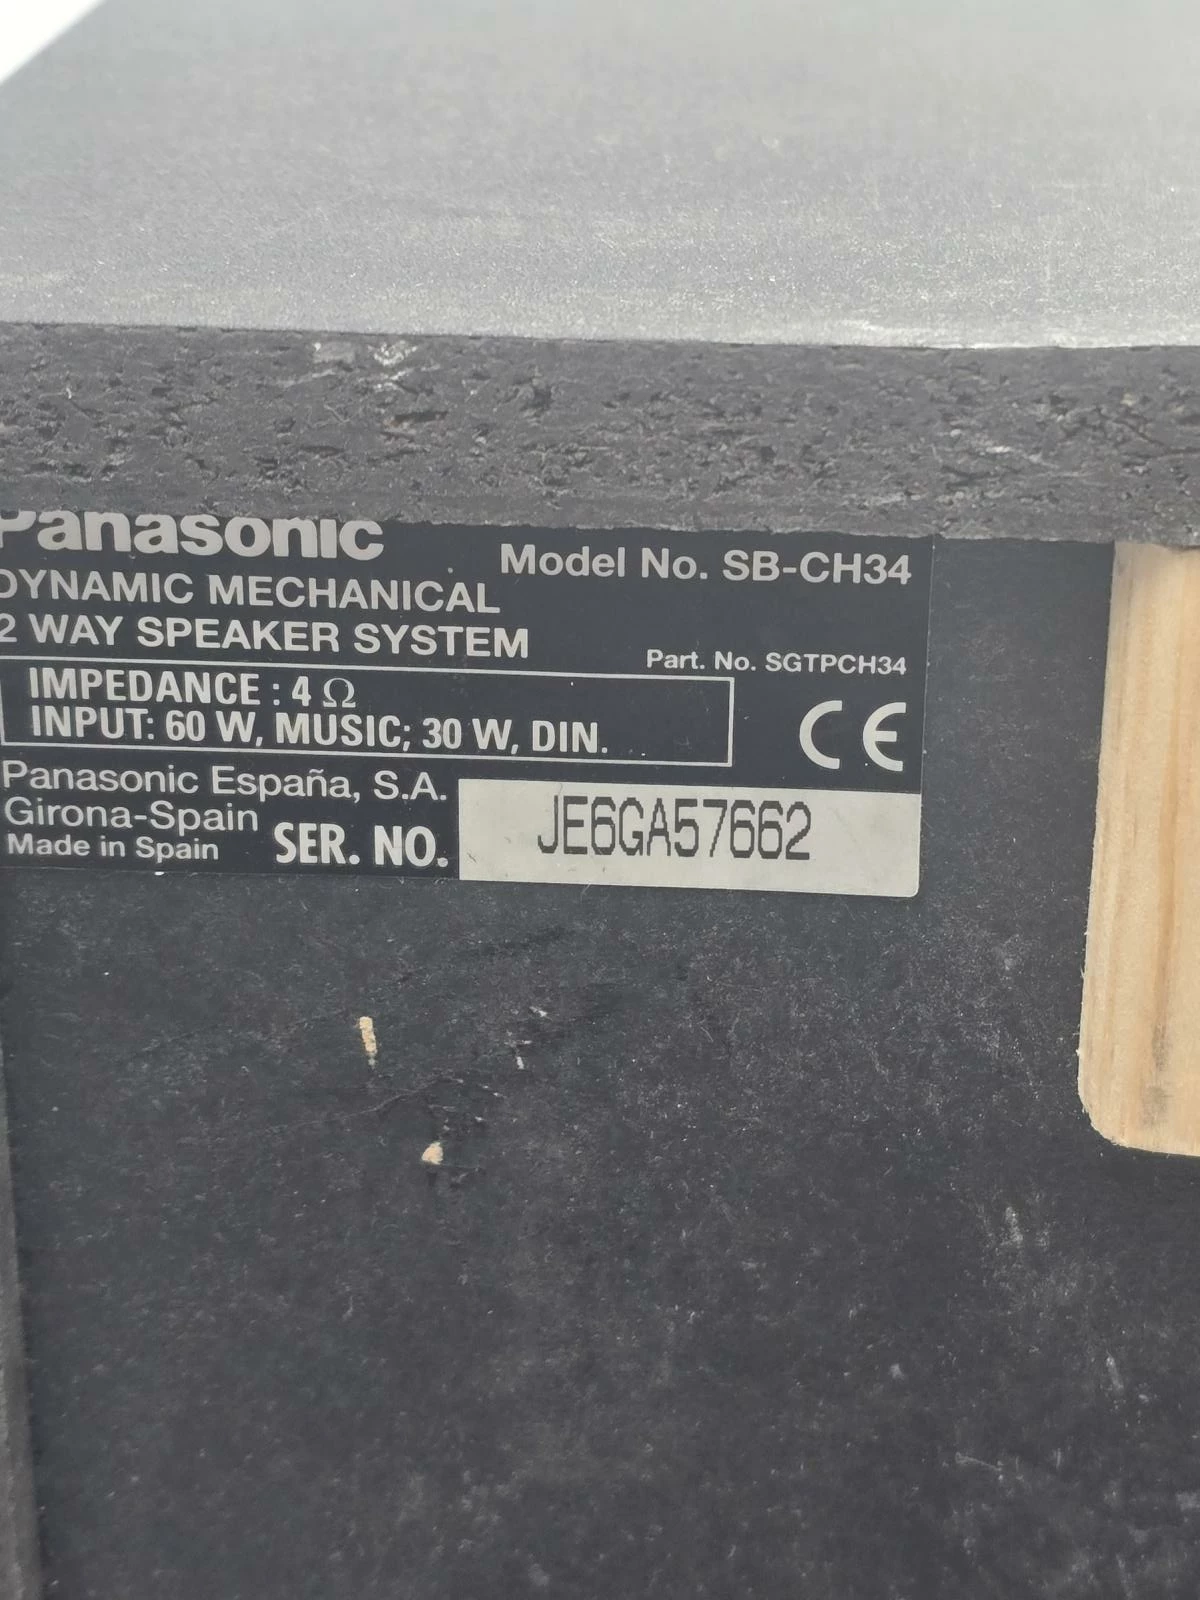 Panasonic
Model No. SB-CH34
DYNAMIC MECHANICAL
2 WAY SPEAKER SYSTEM
Part. No. SGTPCH34
IMPEDANCE : 4 Ω
INPUT: 60 W, MUSIC; 30 W, DIN.
CE
Panasonic España, S.A.
Girona-Spain
Made in Spain
SER. NO.
JE6GA57662